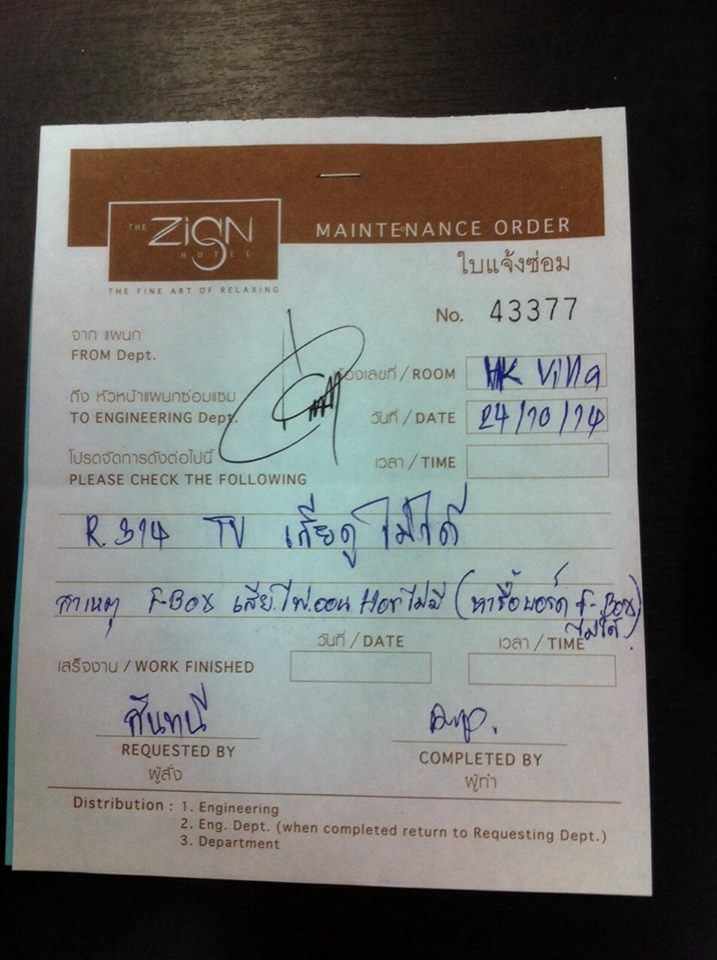 THE ZIGN HOTEL
THE FINE ART OF RELAXING
MAINTENANCE ORDER
ใบแจ้งซ่อม
No. 43377
จาก แผนก
FROM Dept.
ห้องเลขที่ / ROOM HK Villa
ถึง หัวหน้าแผนกซ่อมแซม
TO ENGINEERING Dept.
วันที่ / DATE 24/10/14
โปรดจัดการดังต่อไปนี้
PLEASE CHECK THE FOLLOWING
เวลา / TIME
R.314 TV เสียดูไม่ได้
สาเหตุ F-Box เสีย.ไฟ.ออน Hot ไม่มี (หาซื้อบอร์ด F-Box
ไม่ได้)
วันที่ / DATE
เวลา / TIME
เสร็จงาน / WORK FINISHED
REQUESTED BY
ผู้สั่ง
COMPLETED BY
ผู้ทำ
Distribution : 1. Engineering
2. Eng. Dept. (when completed return to Requesting Dept.)
3. Department